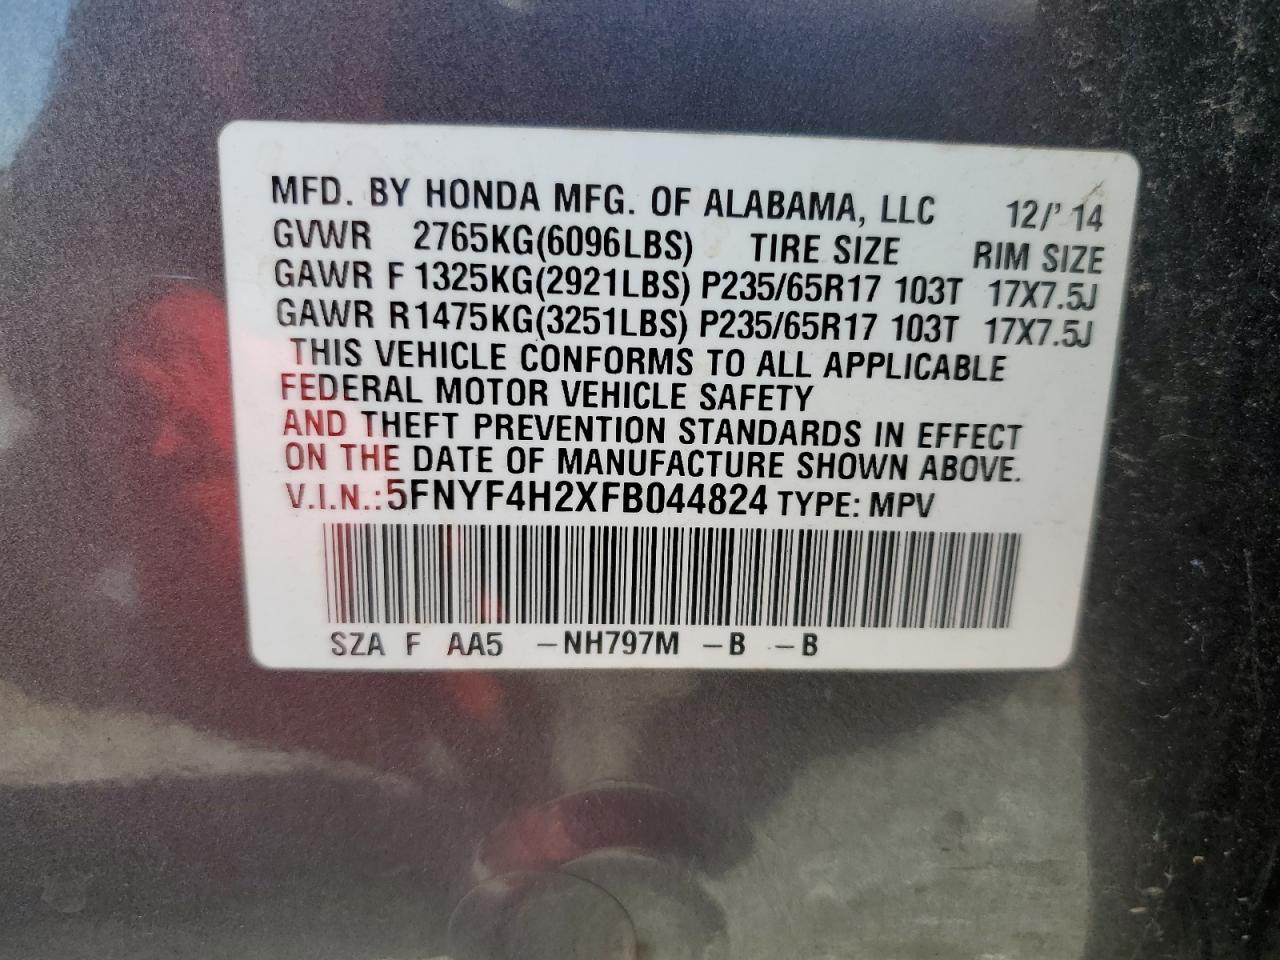 MFD. BY HONDA MFG. OF ALABAMA, LLC 12/' 14
GVWR 2765KG(6096LBS) TIRE SIZE RIM SIZE
GAWR F 1325KG(2921LBS) P235/65R17 103T 17X7.5J
GAWR R1475KG(3251LBS) P235/65R17 103T 17X7.5J
THIS VEHICLE CONFORMS TO ALL APPLICABLE
FEDERAL MOTOR VEHICLE SAFETY
AND THEFT PREVENTION STANDARDS IN EFFECT
ON THE DATE OF MANUFACTURE SHOWN ABOVE.
V.I.N.:5FNYF4H2XFB044824 TYPE: MPV
SZA F AA5 -NH797M -B -B